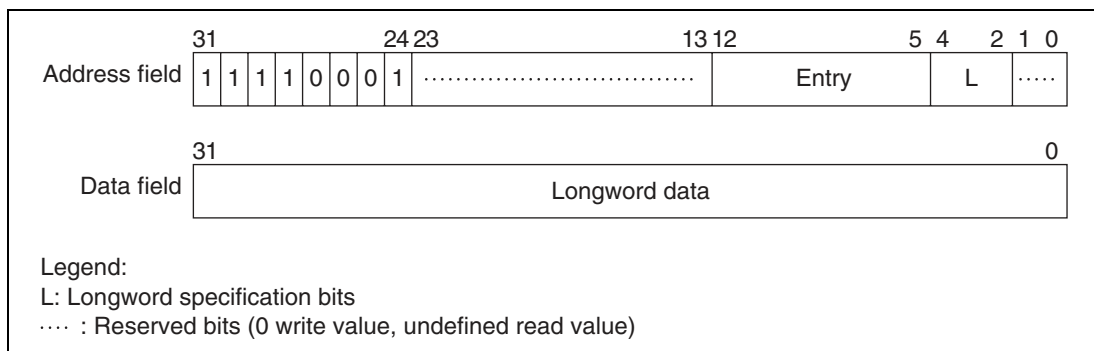 31 24 23 13 12 5 4 2 1 0
Address field 1 1 1 1 0 0 0 1 ................................. Entry L .....
31 0
Data field Longword data
Legend:
L: Longword specification bits
···· : Reserved bits (0 write value, undefined read value)